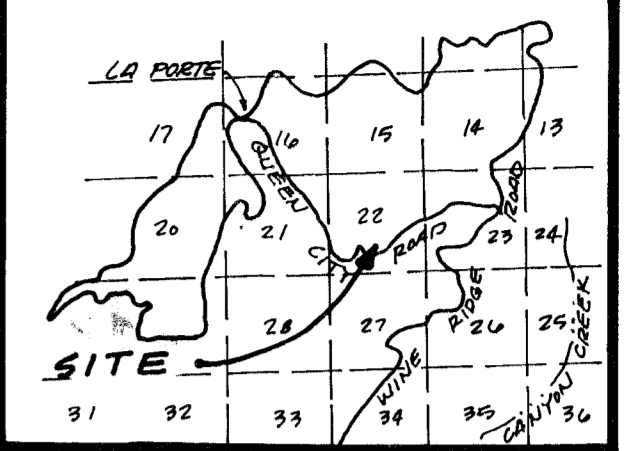 LA PORTE
17 16 15 14 13
QUEEN
ROAD
20 21 22 23 24
CITY ROAD
28 27 26 25
RIDGE
CREEK
SITE
WINE
31 32 33 34 35 36
CANYON